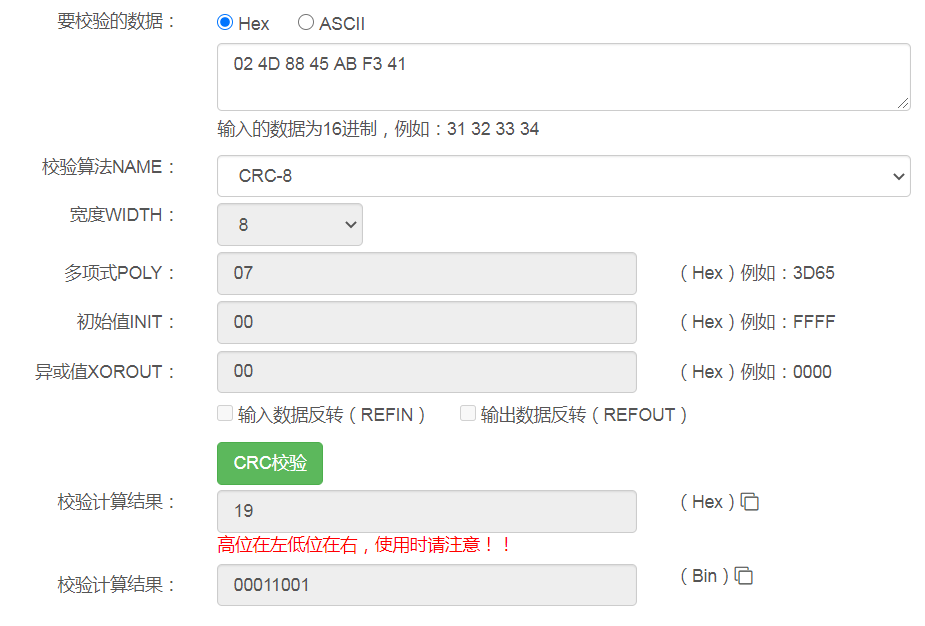 要校验的数据： Hex ASCII
02 4D 88 45 AB F3 41
输入的数据为16进制，例如：31 32 33 34
校验算法NAME： CRC-8
宽度WIDTH： 8
多项式POLY： 07 （Hex）例如：3D65
初始值INIT： 00 （Hex）例如：FFFF
异或值XOROUT： 00 （Hex）例如：0000
输入数据反转（REFIN） 输出数据反转（REFOUT）
CRC校验
校验计算结果： 19 （Hex）
高位在左低位在右，使用时请注意！！
校验计算结果： 00011001 （Bin）